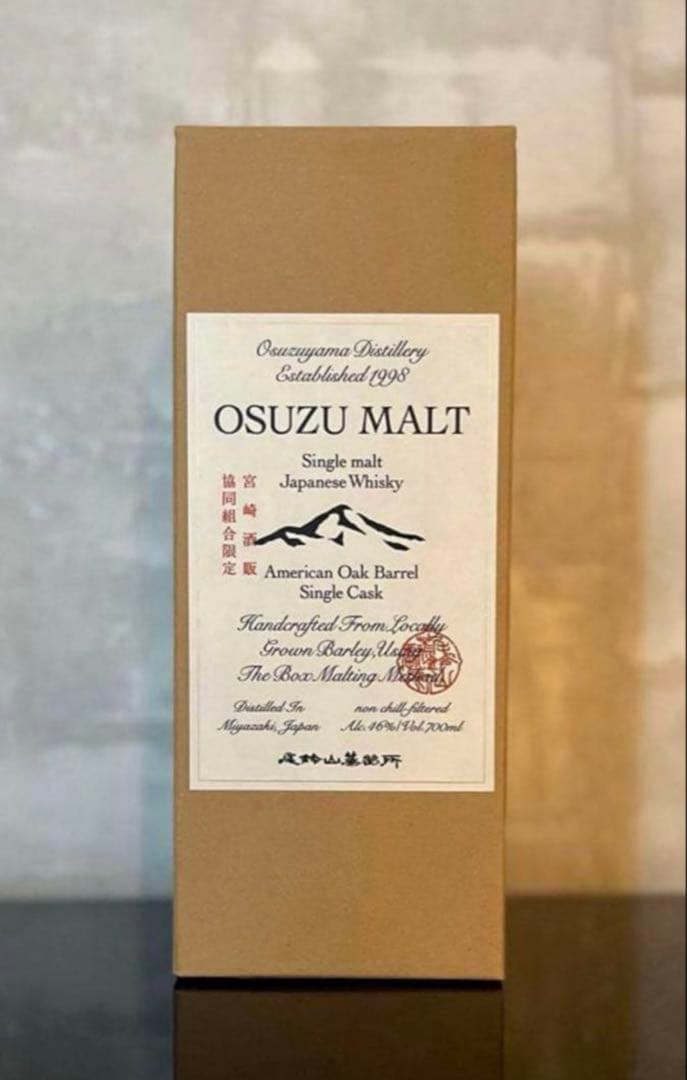 Osuzuyama Distillery
Established 1998
OSUZU MALT
Single malt
Japanese Whisky
宮崎酒販
協同組合限定
American Oak Barrel
Single Cask
Handcrafted From Locally
Grown Barley, Using
The Box Malting Method.
Distilled In
Miyazaki, Japan
non chill-filtered
Alc.46%/Vol.700ml
尾鈴山蒸留所